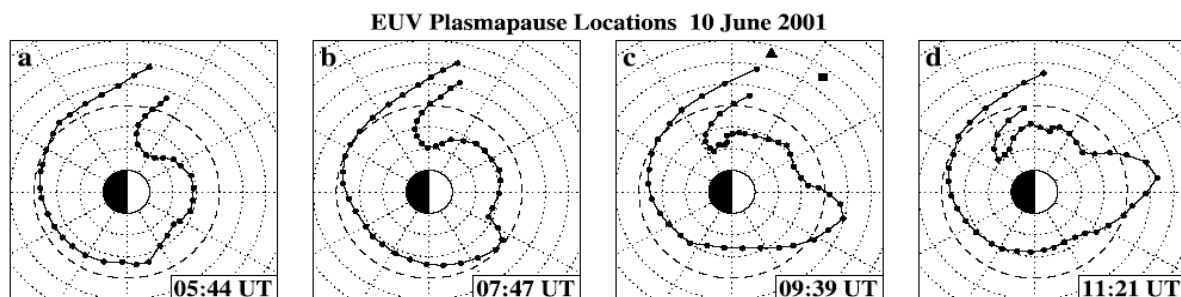 EUV Plasmapause Locations 10 June 2001
a
b
c
d
05:44 UT
07:47 UT
09:39 UT
11:21 UT